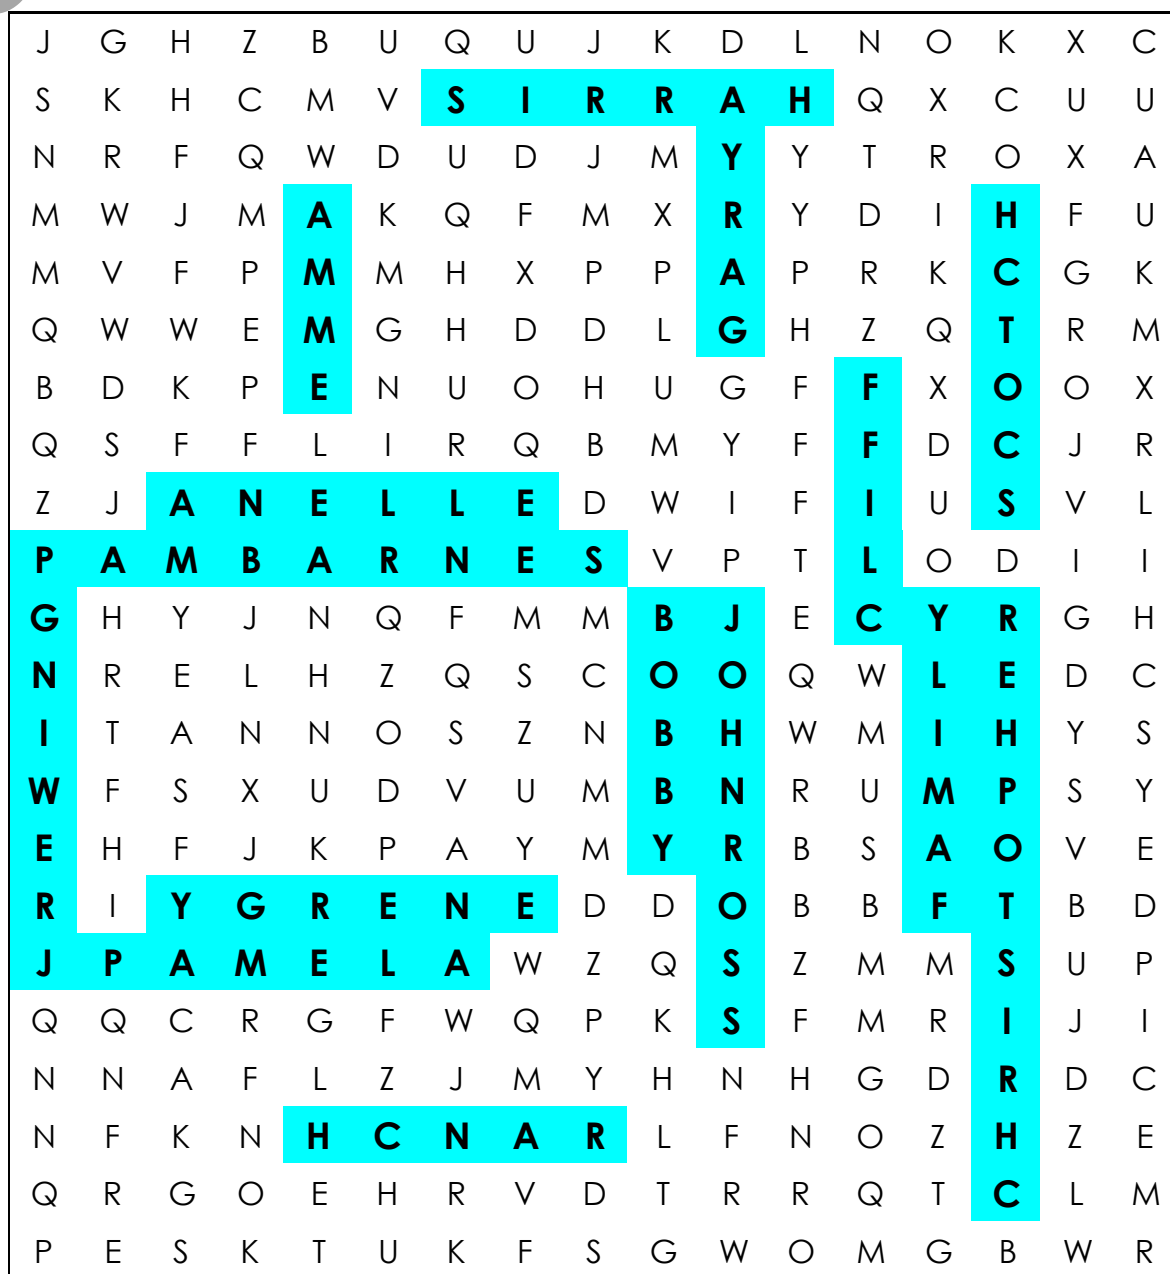 J G H Z B U Q U J K D L N O K X C
S K H C M V S I R R A H Q X C U U
N R F Q W D U D J M Y Y T R O X A
M W J M A K Q F M X R Y D I H F U
M V F P M M H X P P A P R K C G K
Q W W E M G H D D L G H Z Q T R M
B D K P E N U O H U G F F X O O X
Q S F F L I R Q B M Y F F D C J R
Z J A N E L L E D W I F I U S V L
P A M B A R N E S V P T L O D I I
G H Y J N Q F M M B J E C Y R G H
N R E L H Z Q S C O O Q W L E D C
I T A N N O S Z N B H W M I H Y S
W F S X U D V U M B N R U M P S Y
E H F J K P A Y M Y R B S A O V E
R I Y G R E N E D D O B B F T B D
J P A M E L A W Z Q S Z M M S U P
Q Q C R G F W Q P K S F M R I J I
N N A F L Z J M Y H N H G D R D C
N F K N H C N A R L F N O Z H Z E
Q R G O E H R V D T R R Q T C L M
P E S K T U K F S G W O M G B W R